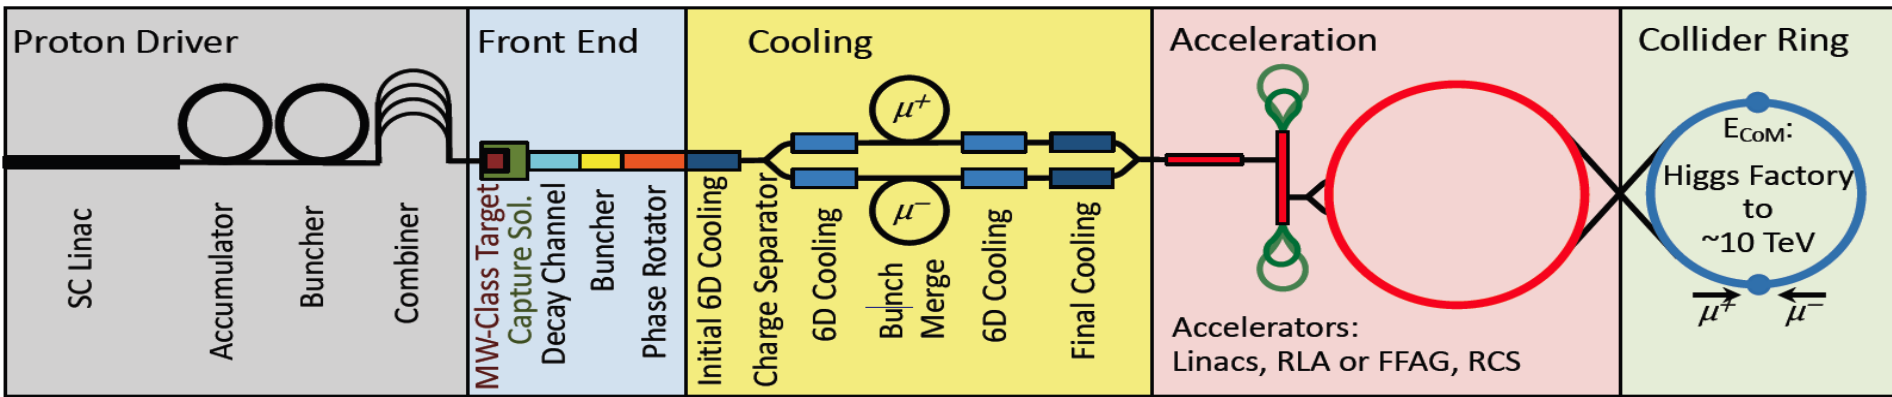 Proton Driver
SC Linac
Accumulator
Buncher
Combiner
Front End
MW-Class Target
Capture Sol.
Decay Channel
Buncher
Phase Rotator
Cooling
Initial 6D Cooling
Charge Separator
6D Cooling
μ+
μ−
Bunch
Merge
6D Cooling
Final Cooling
Acceleration
Accelerators:
Linacs, RLA or FFAG, RCS
Collider Ring
ECoM:
Higgs Factory
to
~10 TeV
μ+ μ−